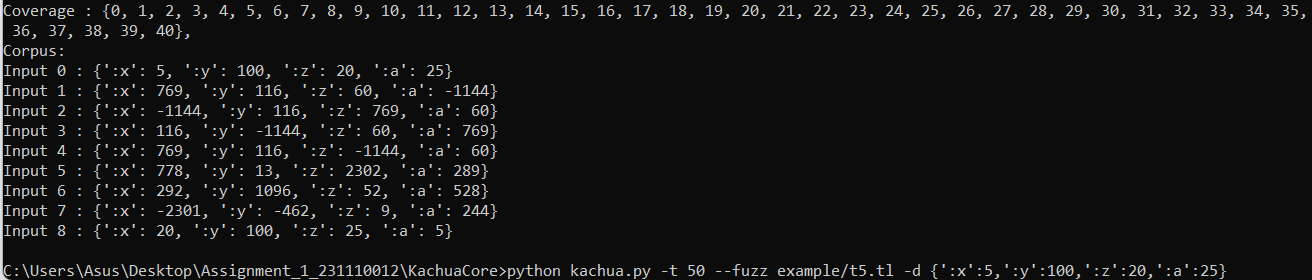 Coverage : {0, 1, 2, 3, 4, 5, 6, 7, 8, 9, 10, 11, 12, 13, 14, 15, 16, 17, 18, 19, 20, 21, 22, 23, 24, 25, 26, 27, 28, 29, 30, 31, 32, 33, 34, 35,
 36, 37, 38, 39, 40},
Corpus:
Input 0 : {':x': 5, ':y': 100, ':z': 20, ':a': 25}
Input 1 : {':x': 769, ':y': 116, ':z': 60, ':a': -1144}
Input 2 : {':x': -1144, ':y': 116, ':z': 769, ':a': 60}
Input 3 : {':x': 116, ':y': -1144, ':z': 60, ':a': 769}
Input 4 : {':x': 769, ':y': 116, ':z': -1144, ':a': 60}
Input 5 : {':x': 778, ':y': 13, ':z': 2302, ':a': 289}
Input 6 : {':x': 292, ':y': 1096, ':z': 52, ':a': 528}
Input 7 : {':x': -2301, ':y': -462, ':z': 9, ':a': 244}
Input 8 : {':x': 20, ':y': 100, ':z': 25, ':a': 5}
C:\Users\Asus\Desktop\Assignment_1_231110012\KachuaCore>python kachua.py -t 50 --fuzz example/t5.tl -d {':x':5,':y':100,':z':20,':a':25}